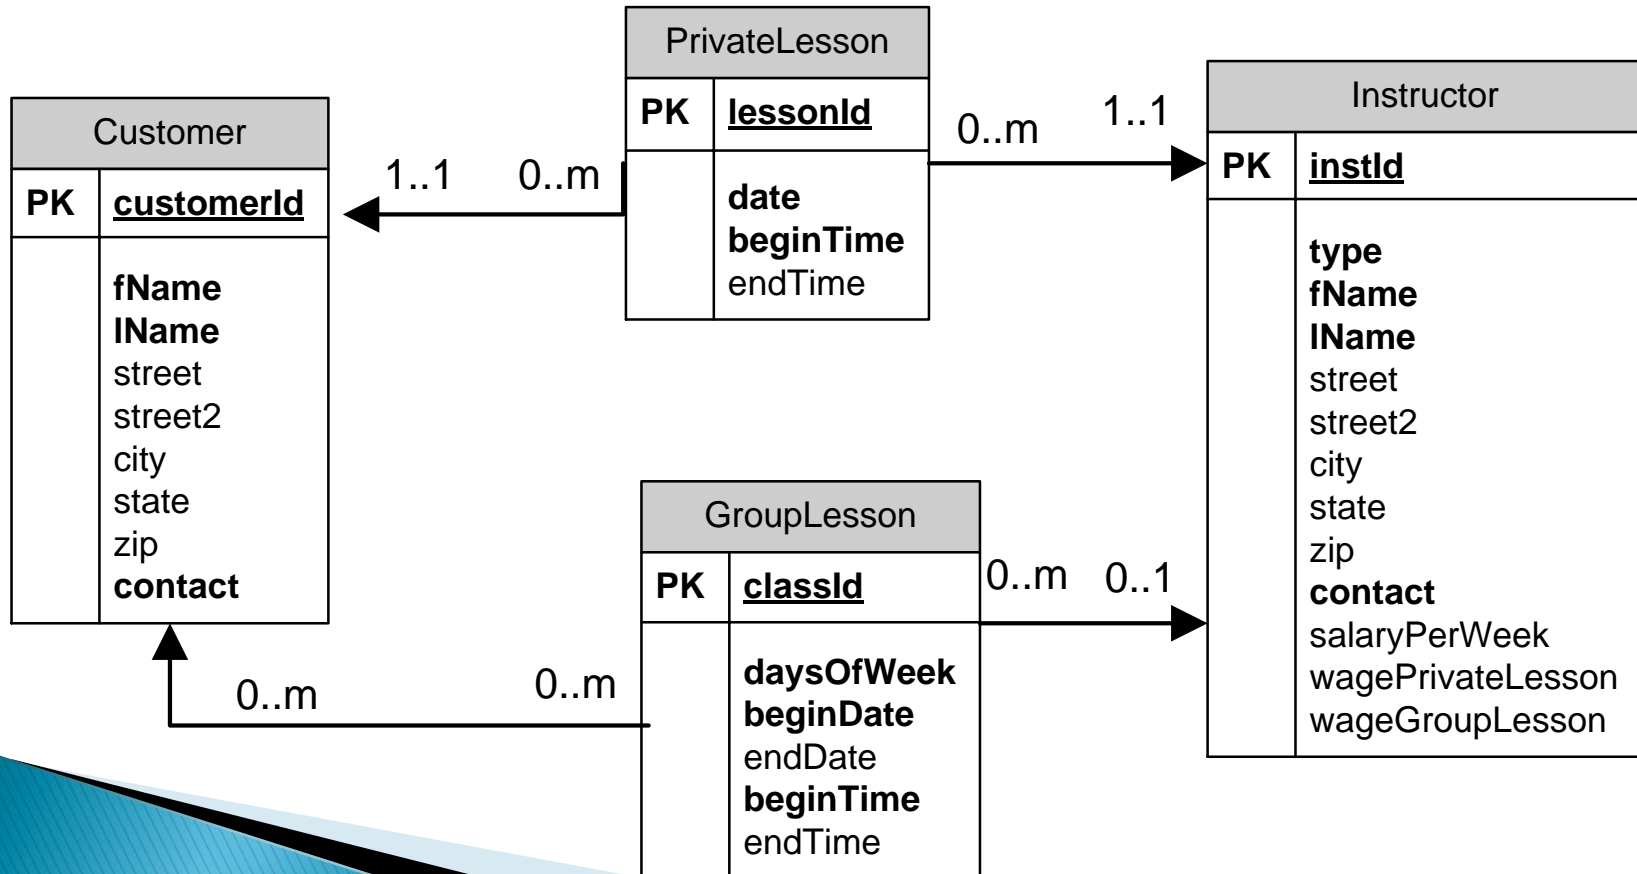 Customer
PK customerId
fName
lName
street
street2
city
state
zip
contact
1..1 0..m
PrivateLesson
PK lessonId
date
beginTime
endTime
0..m 1..1
Instructor
PK instId
type
fName
lName
street
street2
city
state
zip
contact
salaryPerWeek
wagePrivateLesson
wageGroupLesson
0..m 0..m
GroupLesson
PK classId
daysOfWeek
beginDate
endDate
beginTime
endTime
0..m 0..1